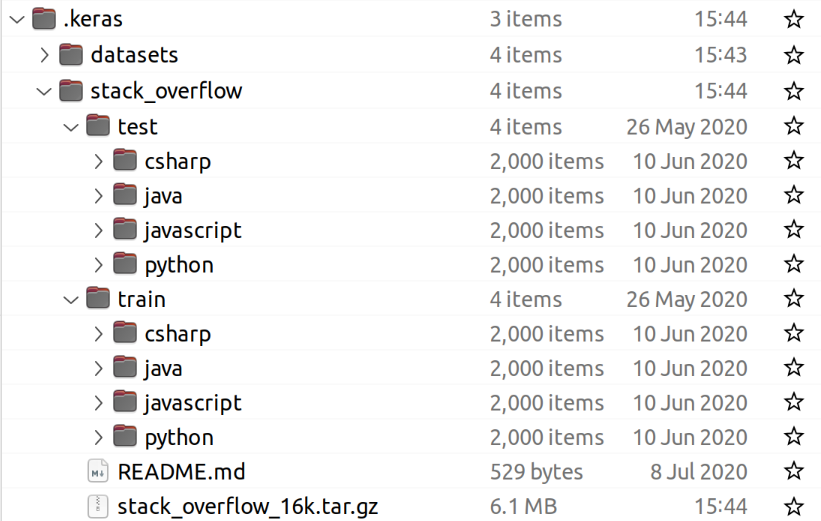 .keras 3 items 15:44
datasets 4 items 15:43
stack_overflow 4 items 15:44
test 4 items 26 May 2020
csharp 2,000 items 10 Jun 2020
java 2,000 items 10 Jun 2020
javascript 2,000 items 10 Jun 2020
python 2,000 items 10 Jun 2020
train 4 items 26 May 2020
csharp 2,000 items 10 Jun 2020
java 2,000 items 10 Jun 2020
javascript 2,000 items 10 Jun 2020
python 2,000 items 10 Jun 2020
README.md 529 bytes 8 Jul 2020
stack_overflow_16k.tar.gz 6.1 MB 15:44